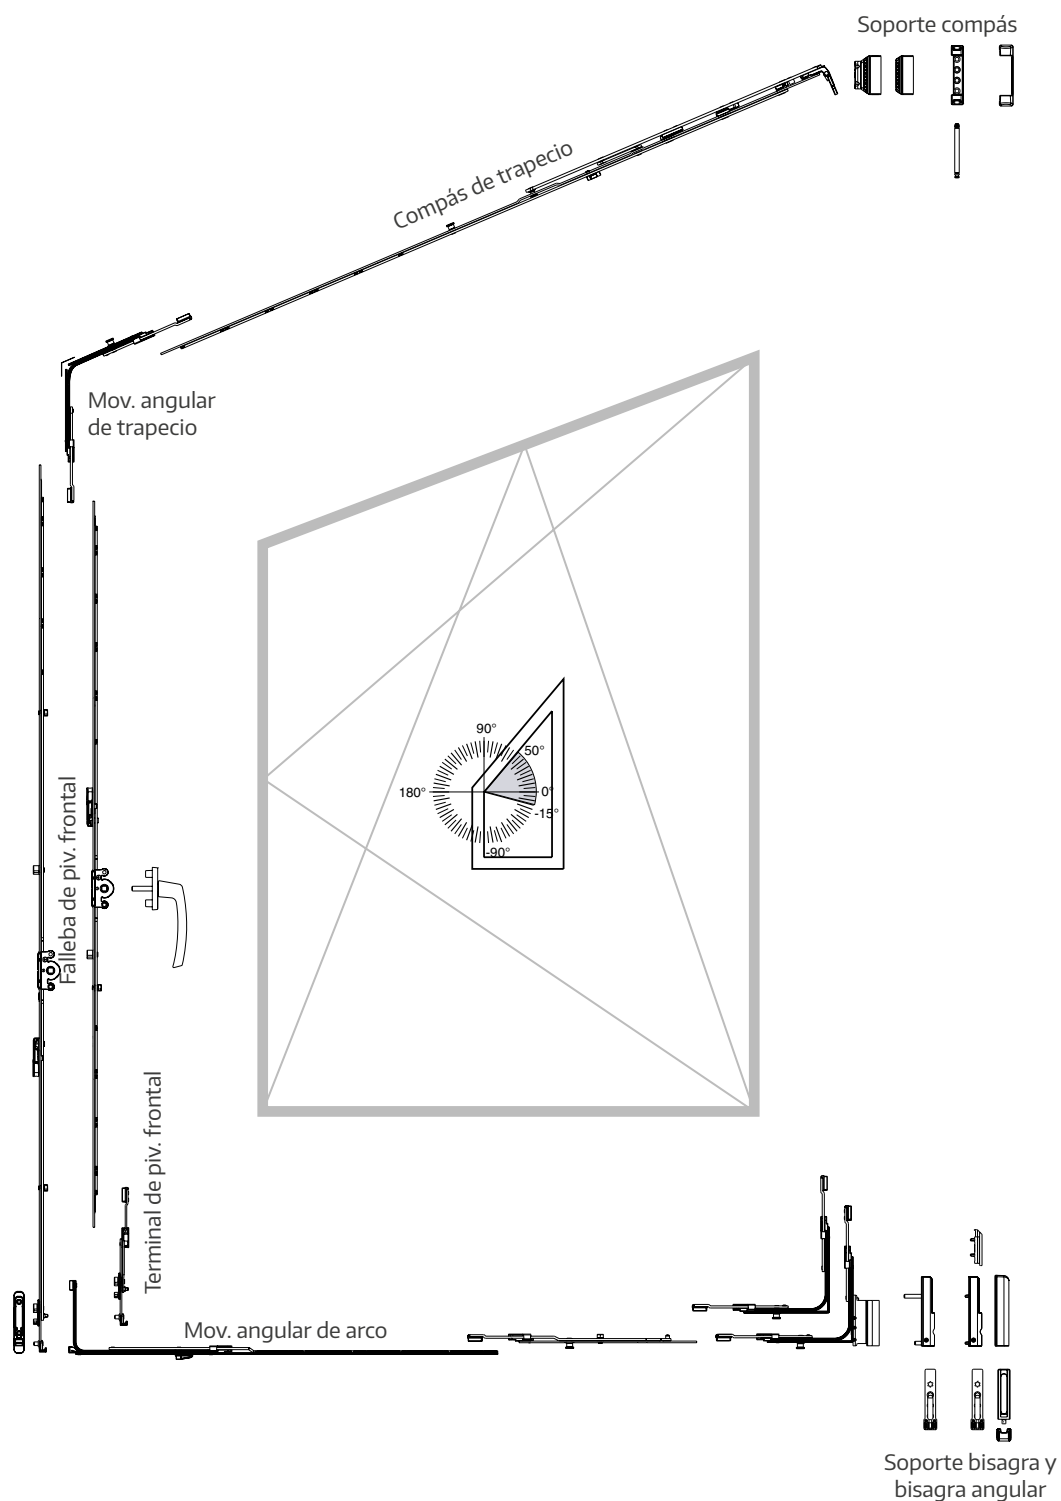 Soporte compás
Compás de trapecio
Mov. angular
de trapecio
90°
50°
180°
0°
-15°
-90°
Falleba de piv. frontal
Terminal de piv. frontal
Mov. angular de arco
Soporte bisagra y
bisagra angular